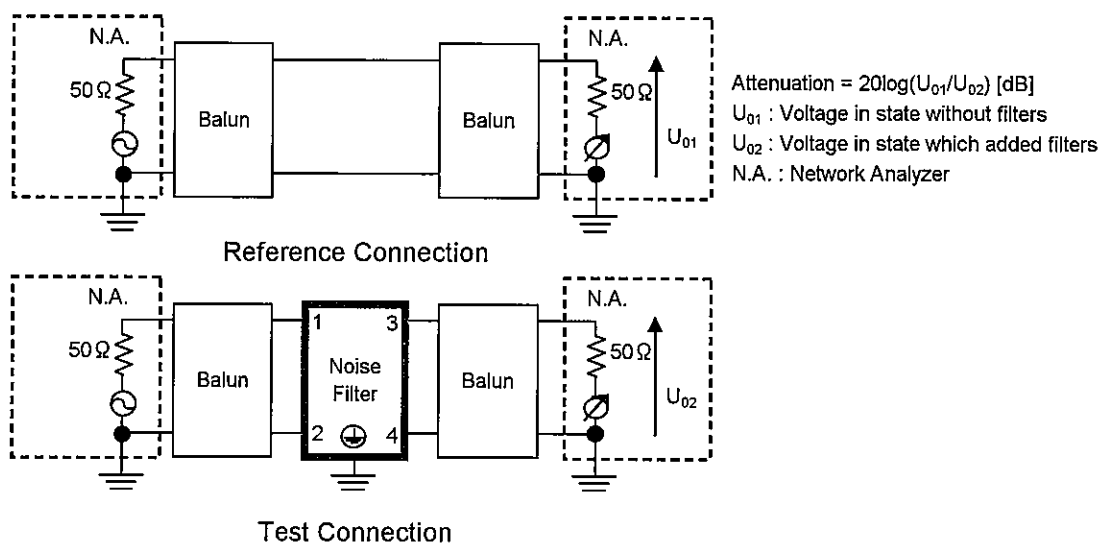 N.A.
50Ω
Balun
Balun
N.A.
50Ω
U01
Attenuation = 20log(U01/U02) [dB]
U01 : Voltage in state without filters
U02 : Voltage in state which added filters
N.A. : Network Analyzer
Reference Connection
N.A.
50Ω
Balun
1 3
Noise
Filter
2 4
Balun
N.A.
50Ω
U02
Test Connection